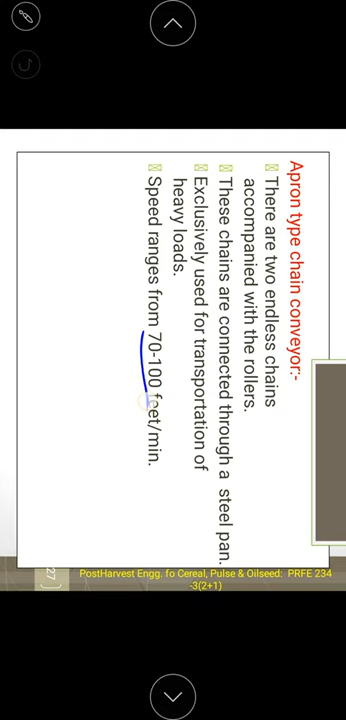 Apron type chain conveyor:-
There are two endless chains
accompanied with the rollers.
These chains are connected through a steel pan.
Exclusively used for transportation of
heavy loads.
Speed ranges from 70-100 feet/min.
PostHarvest Engg. fo Cereal, Pulse & Oilseed: PRFE 234
-3(2+1)
27